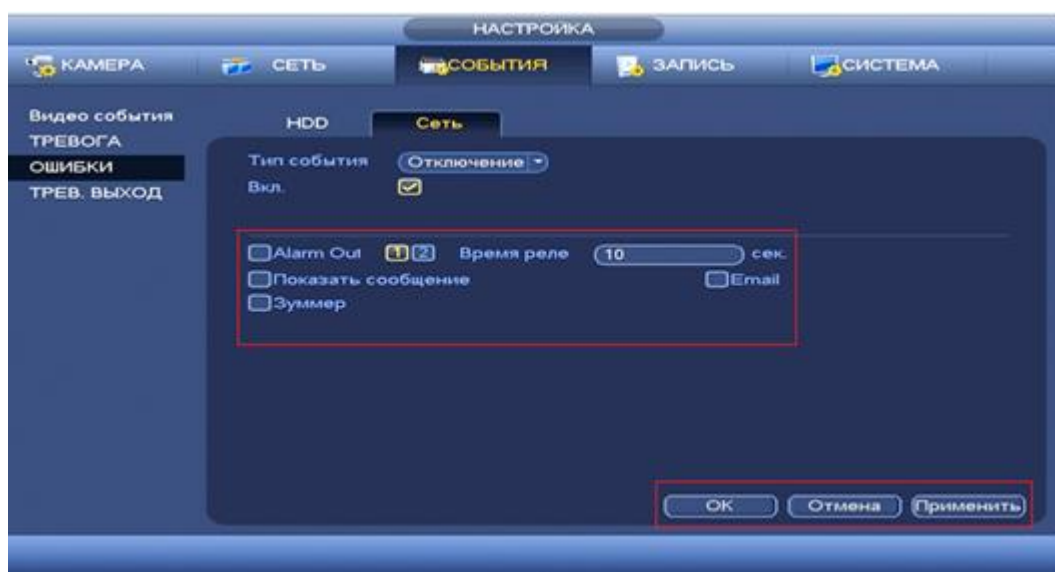 НАСТРОЙКА
КАМЕРА СЕТЬ СОБЫТИЯ ЗАПИСЬ СИСТЕМА
Видео события
ТРЕВОГА
ОШИБКИ
ТРЕВ. ВЫХОД
HDD Сеть
Тип события Отключение
Вкл.
Alarm Out 1 2 Время реле 10 сек.
Показать сообщение Email
Зуммер
ОК Отмена Применить